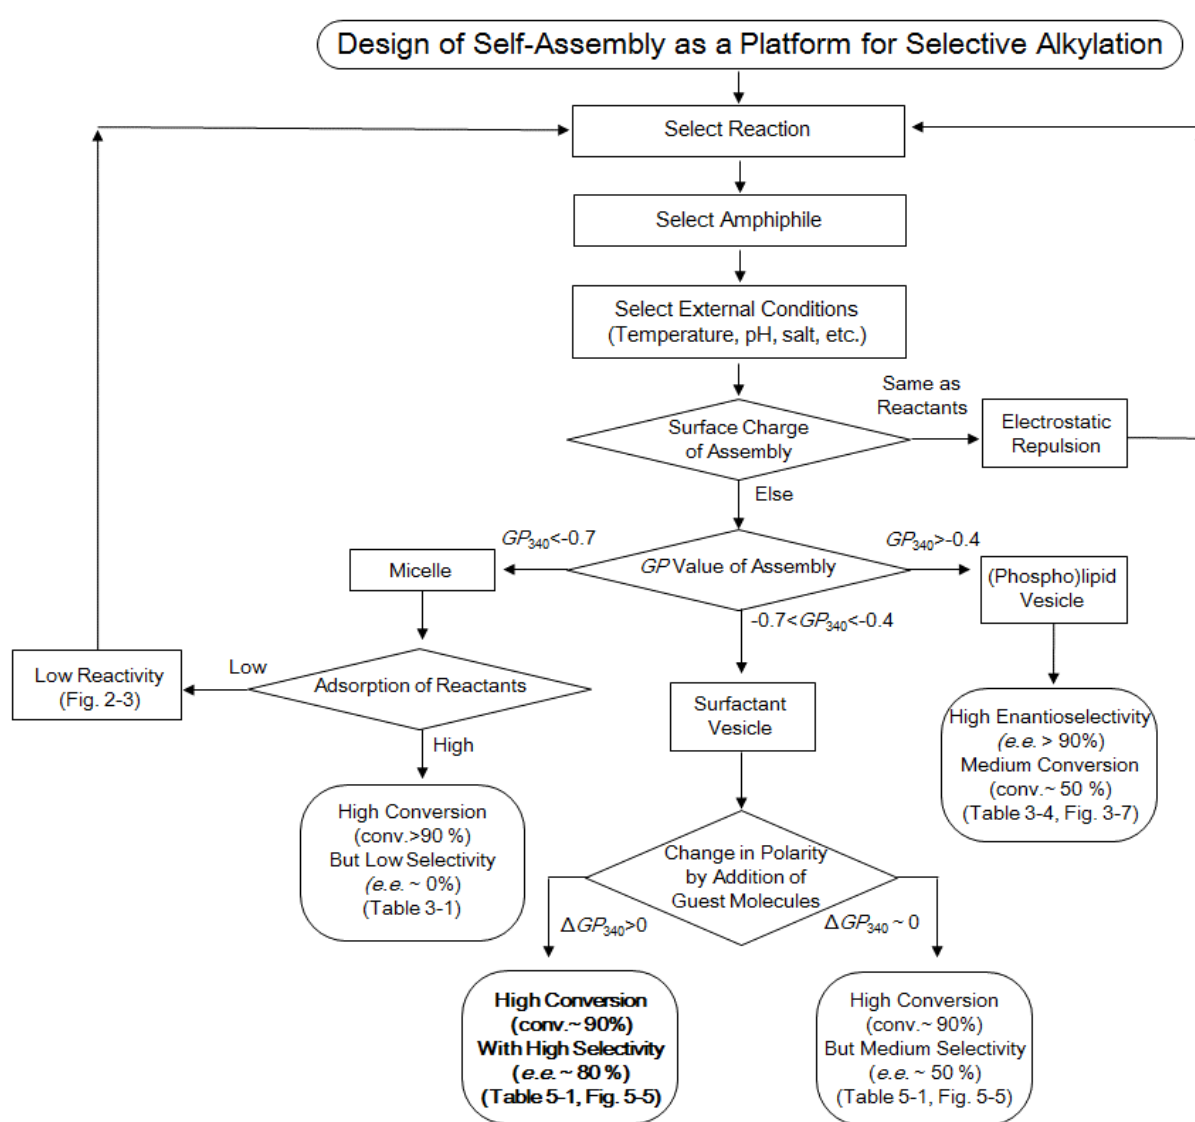 Design of Self-Assembly as a Platform for Selective Alkylation
Select Reaction
Select Amphiphile
Select External Conditions
(Temperature, pH, salt, etc.)
Surface Charge
of Assembly
Same as
Reactants
Electrostatic
Repulsion
Else
GP Value of Assembly
GP340<-0.7
Micelle
GP340>-0.4
(Phospho)lipid
Vesicle
-0.7<GP340<-0.4
Adsorption of Reactants
Low
Low Reactivity
(Fig. 2-3)
High
High Conversion
(conv.>90 %)
But Low Selectivity
(e.e. ~ 0%)
(Table 3-1)
Surfactant
Vesicle
High Enantioselectivity
(e.e. > 90%)
Medium Conversion
(conv.~ 50 %)
(Table 3-4, Fig. 3-7)
Change in Polarity
by Addition of
Guest Molecules
ΔGP340>0
ΔGP340 ~ 0
High Conversion
(conv.~ 90%)
With High Selectivity
(e.e. ~ 80 %)
(Table 5-1, Fig. 5-5)
High Conversion
(conv.~ 90%)
But Medium Selectivity
(e.e. ~ 50 %)
(Table 5-1, Fig. 5-5)